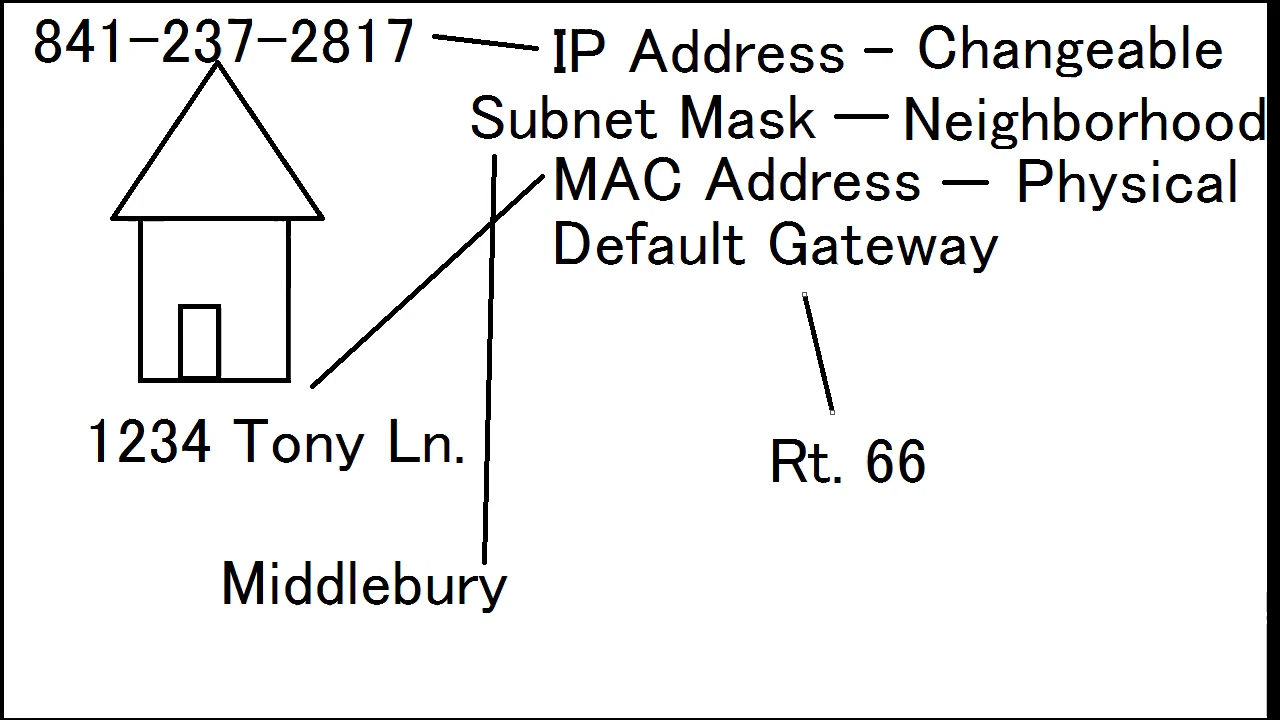 841-237-2817
IP Address - Changeable
Subnet Mask - Neighborhood
MAC Address - Physical
Default Gateway
1234 Tony Ln.
Rt. 66
Middlebury